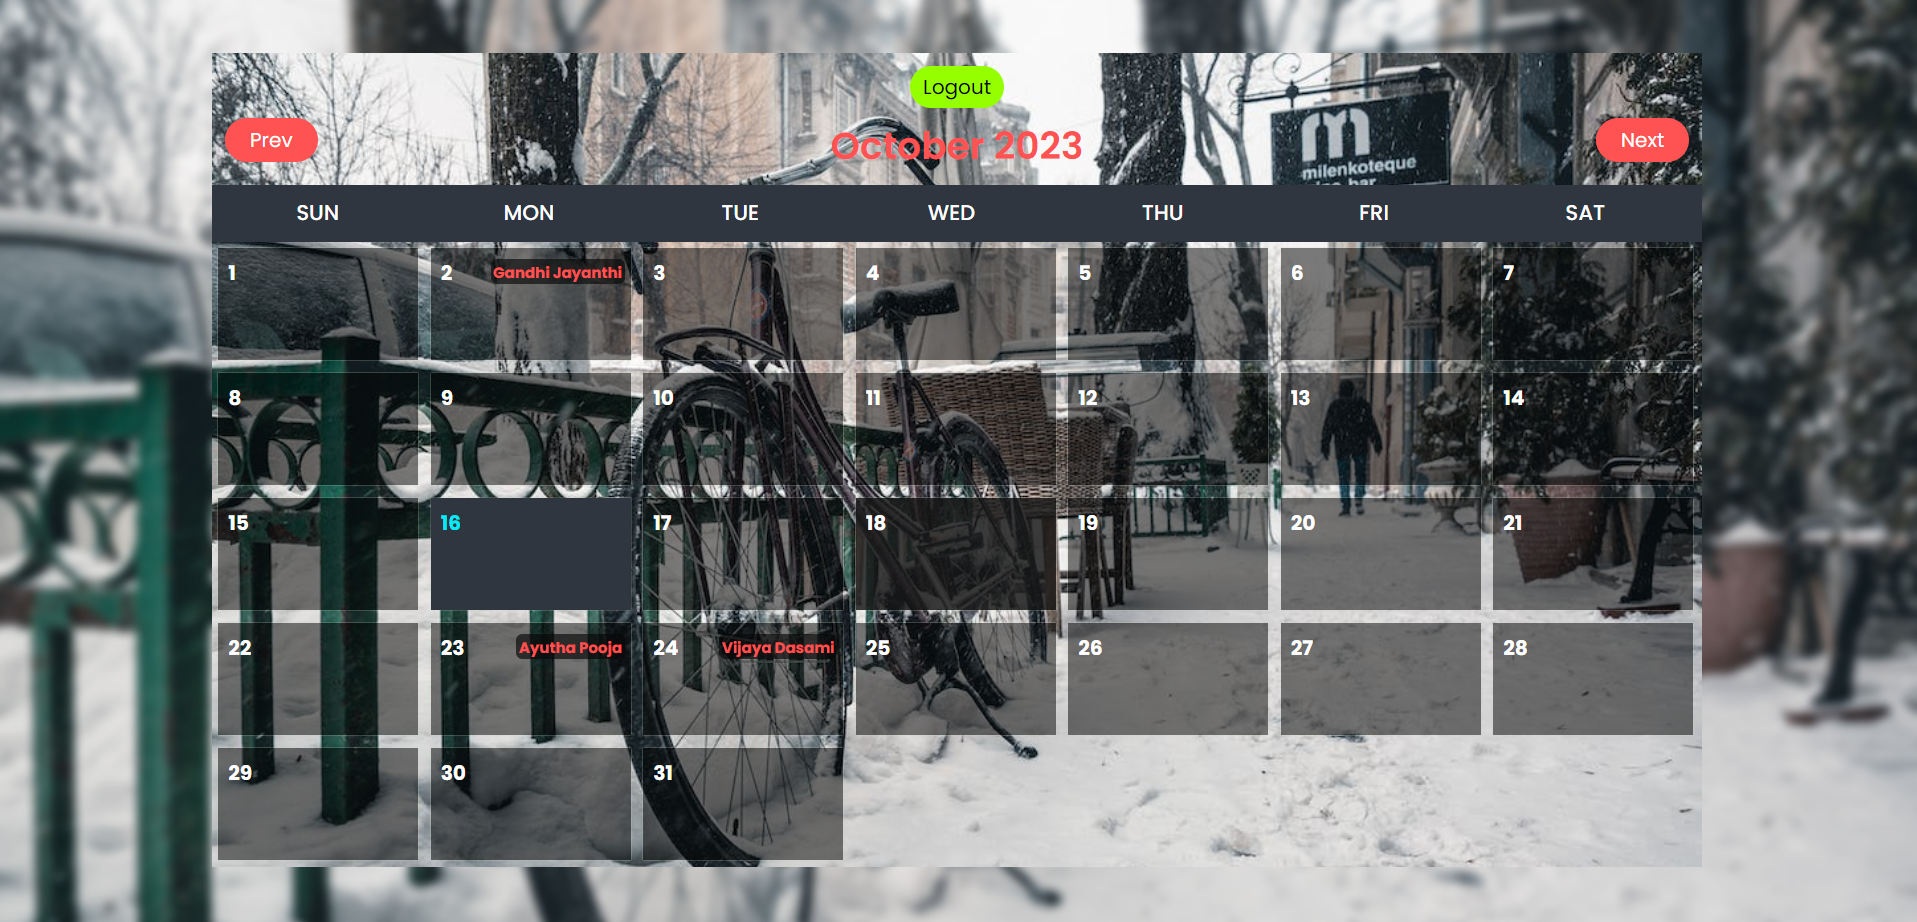 Logout
Prev
October 2023
Next
m
milenkoteque
SUN MON TUE WED THU FRI SAT
1 2 Gandhi Jayanthi 3 4 5 6 7
8 9 10 11 12 13 14
15 16 17 18 19 20 21
22 23 Ayutha Pooja 24 Vijaya Dasami 25 26 27 28
29 30 31